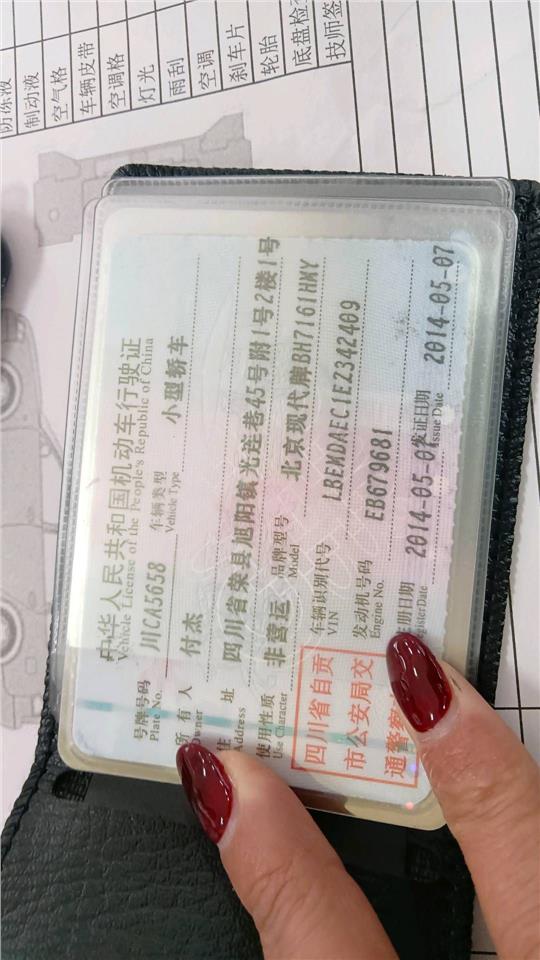 防冻液
制动液
空气格
车辆皮带
空调格
灯光
雨刮
空调
刹车片
轮胎
底盘检查
技师签
中华人民共和国机动车行驶证
Vehicle License of the People's Republic of China
号牌号码 川CA5658 车辆类型 小型轿车
Plate No. Vehicle Type
所有人 付杰
Owner
住址 四川省荣县旭阳镇光连巷45号附1号2楼1号
Address
使用性质 非营运 品牌型号 北京现代牌BH7161HMY
Use Character Model
四川省自贡
市公安局交
通警察
车辆识别代号 LBEMDAEC1EZ342409
VIN
发动机号码 EB679681
Engine No.
注册日期 2014-05-07 发证日期 2014-05-07
Register Date Issue Date